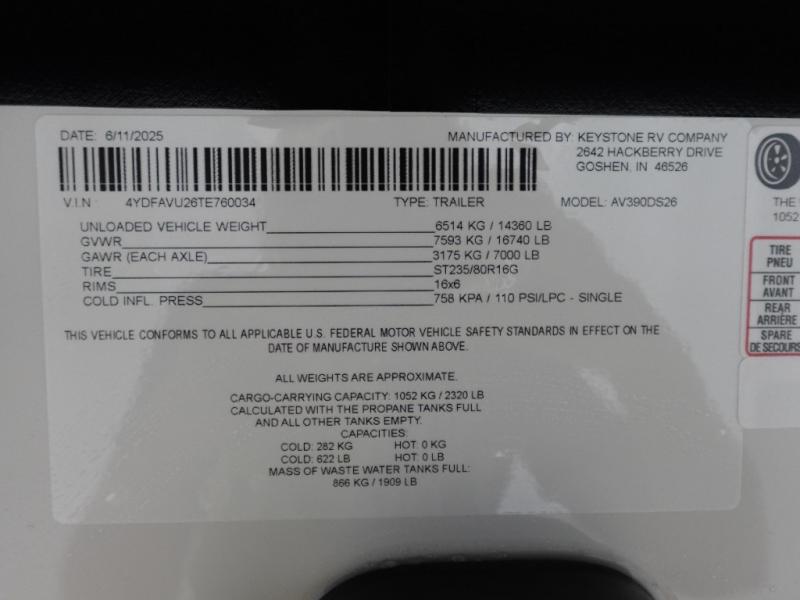 DATE: 6/11/2025
MANUFACTURED BY: KEYSTONE RV COMPANY
2642 HACKBERRY DRIVE
GOSHEN, IN 46526
V.I.N 4YDFAVU26TE760034 TYPE: TRAILER MODEL: AV390DS26
UNLOADED VEHICLE WEIGHT 6514 KG / 14360 LB
GVWR 7593 KG / 16740 LB
GAWR (EACH AXLE) 3175 KG / 7000 LB
TIRE ST235/80R16G
RIMS 16x6
COLD INFL. PRESS 758 KPA / 110 PSI/LPC - SINGLE
THIS VEHICLE CONFORMS TO ALL APPLICABLE U.S. FEDERAL MOTOR VEHICLE SAFETY STANDARDS IN EFFECT ON THE
DATE OF MANUFACTURE SHOWN ABOVE.
ALL WEIGHTS ARE APPROXIMATE.
CARGO-CARRYING CAPACITY: 1052 KG / 2320 LB
CALCULATED WITH THE PROPANE TANKS FULL
AND ALL OTHER TANKS EMPTY.
CAPACITIES:
COLD: 282 KG HOT: 0 KG
COLD: 622 LB HOT: 0 LB
MASS OF WASTE WATER TANKS FULL:
866 KG / 1909 LB
THE
1052
TIRE
PNEU
FRONT
AVANT
REAR
ARRIÈRE
SPARE
DE SECOURS